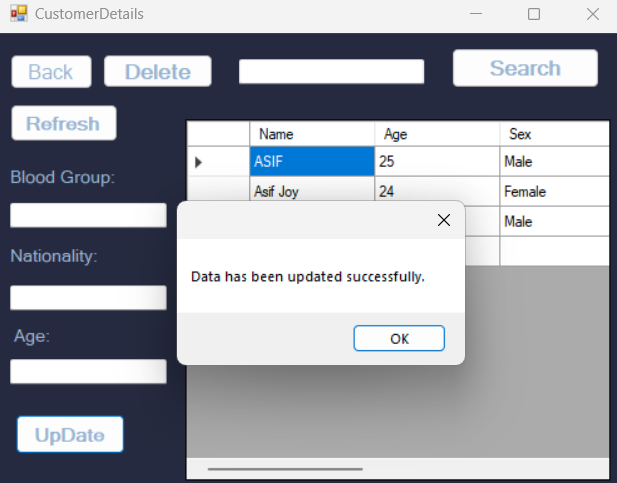 CustomerDetails
Back Delete Search
Refresh
Name Age Sex
ASIF 25 Male
Blood Group:
Asif Joy 24 Female
Male
Nationality:
Data has been updated successfully.
Age:
OK
UpDate